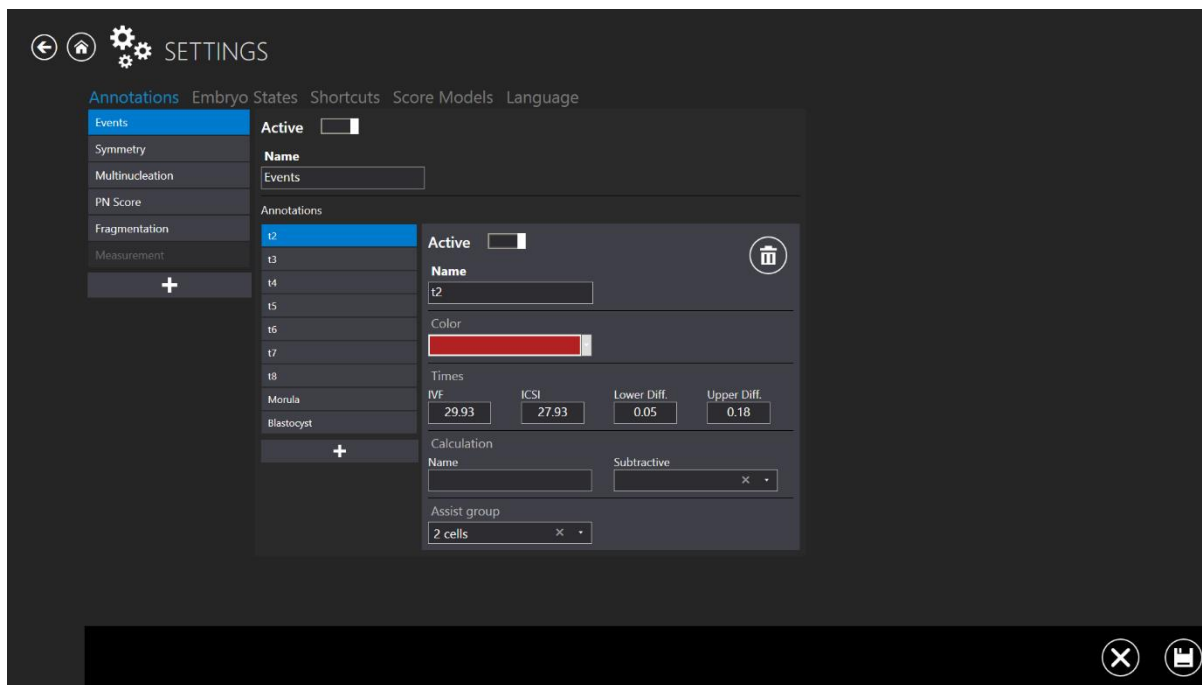 SETTINGS
Annotations Embryo States Shortcuts Score Models Language
Events
Symmetry
Multinucleation
PN Score
Fragmentation
Measurement
+
Active
Name
Events
Annotations
t2
t3
t4
t5
t6
t7
t8
Morula
Blastocyst
+
Active
Name
t2
Color
Times
IVF ICSI Lower Diff. Upper Diff.
29.93 27.93 0.05 0.18
Calculation
Name Subtractive
Assist group
2 cells